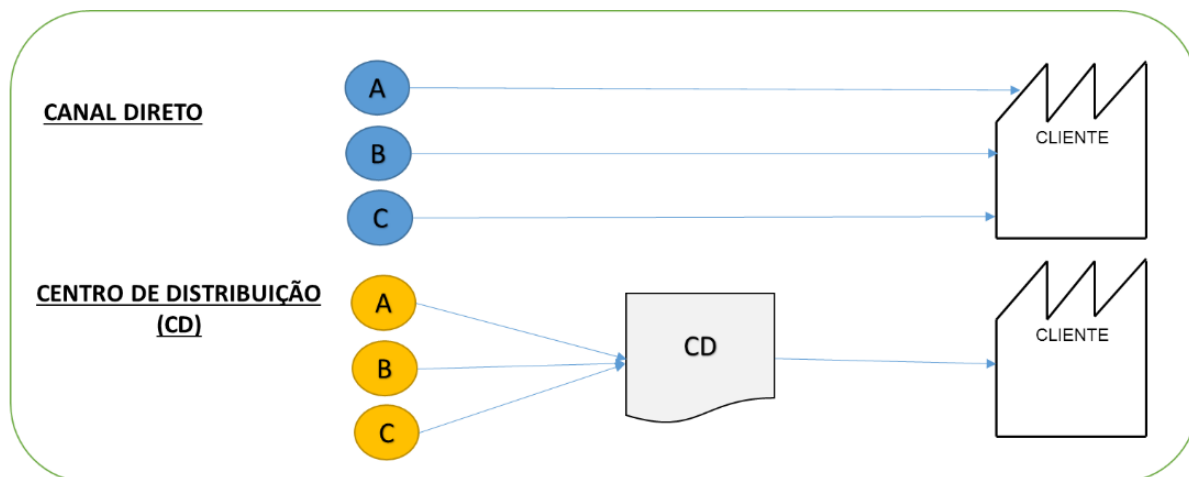 A
CANAL DIRETO
CLIENTE
B
C
CENTRO DE DISTRIBUIÇÃO
(CD)
A
CLIENTE
CD
B
C